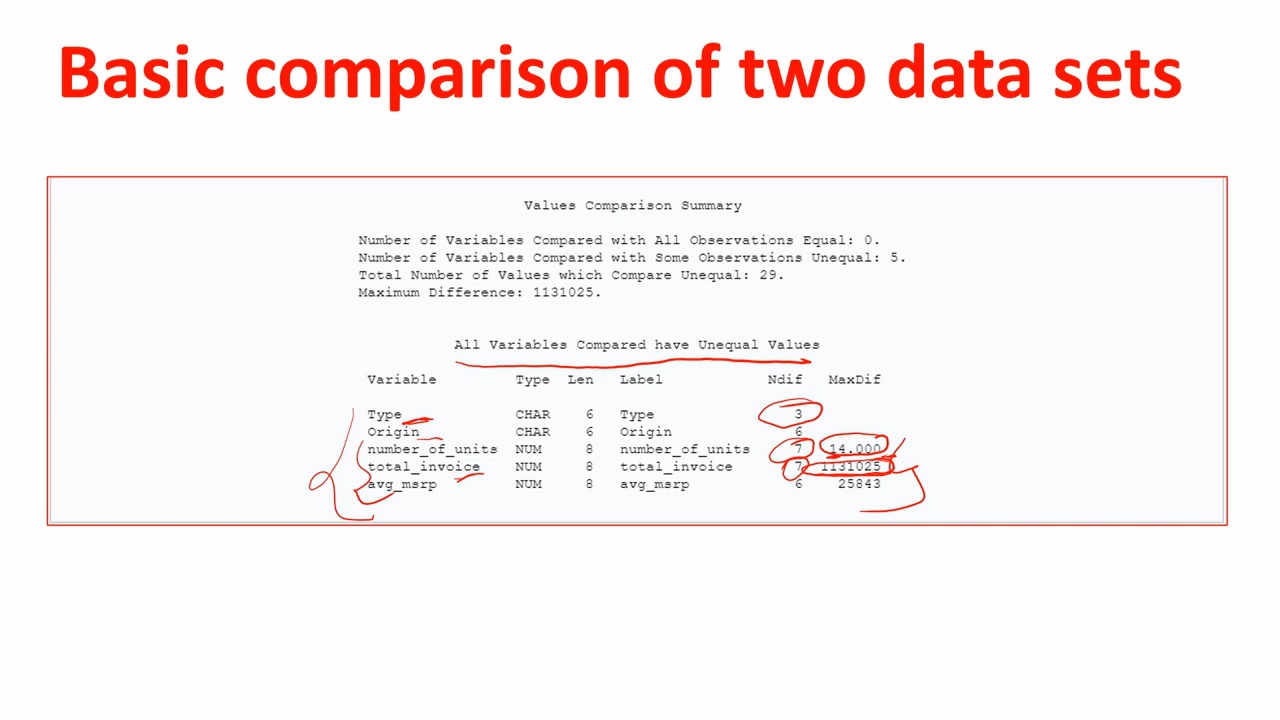 Basic comparison of two data sets
Values Comparison Summary
Number of Variables Compared with All Observations Equal: 0.
Number of Variables Compared with Some Observations Unequal: 5.
Total Number of Values which Compare Unequal: 29.
Maximum Difference: 1131025.
All Variables Compared have Unequal Values
Variable Type Len Label Ndif MaxDif
Type CHAR 6 Type 3
Origin CHAR 6 Origin 6
number_of_units NUM 8 number_of_units 7 14.000
total_invoice NUM 8 total_invoice 7 1131025
avg_msrp NUM 8 avg_msrp 6 25843